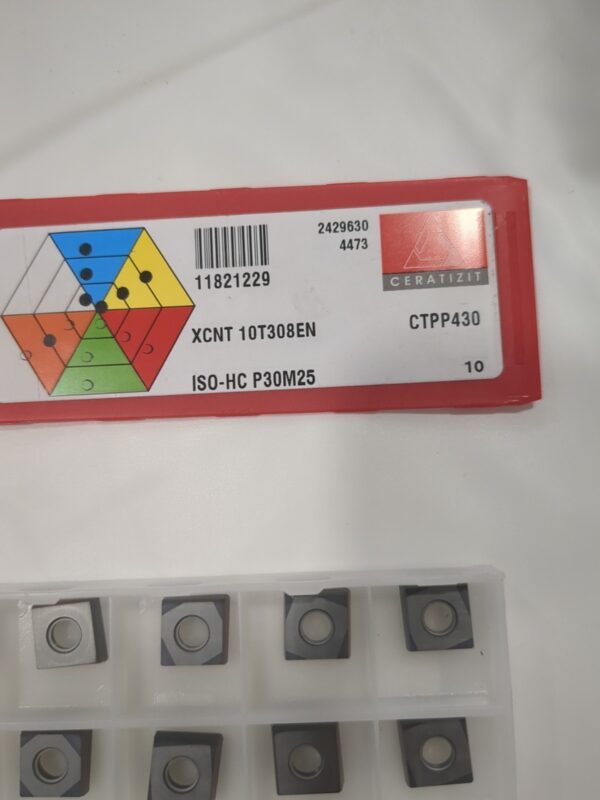 2429630
4473
11821229
CERATIZIT
XCNT 10T308EN
CTPP430
ISO-HC P30M25
10